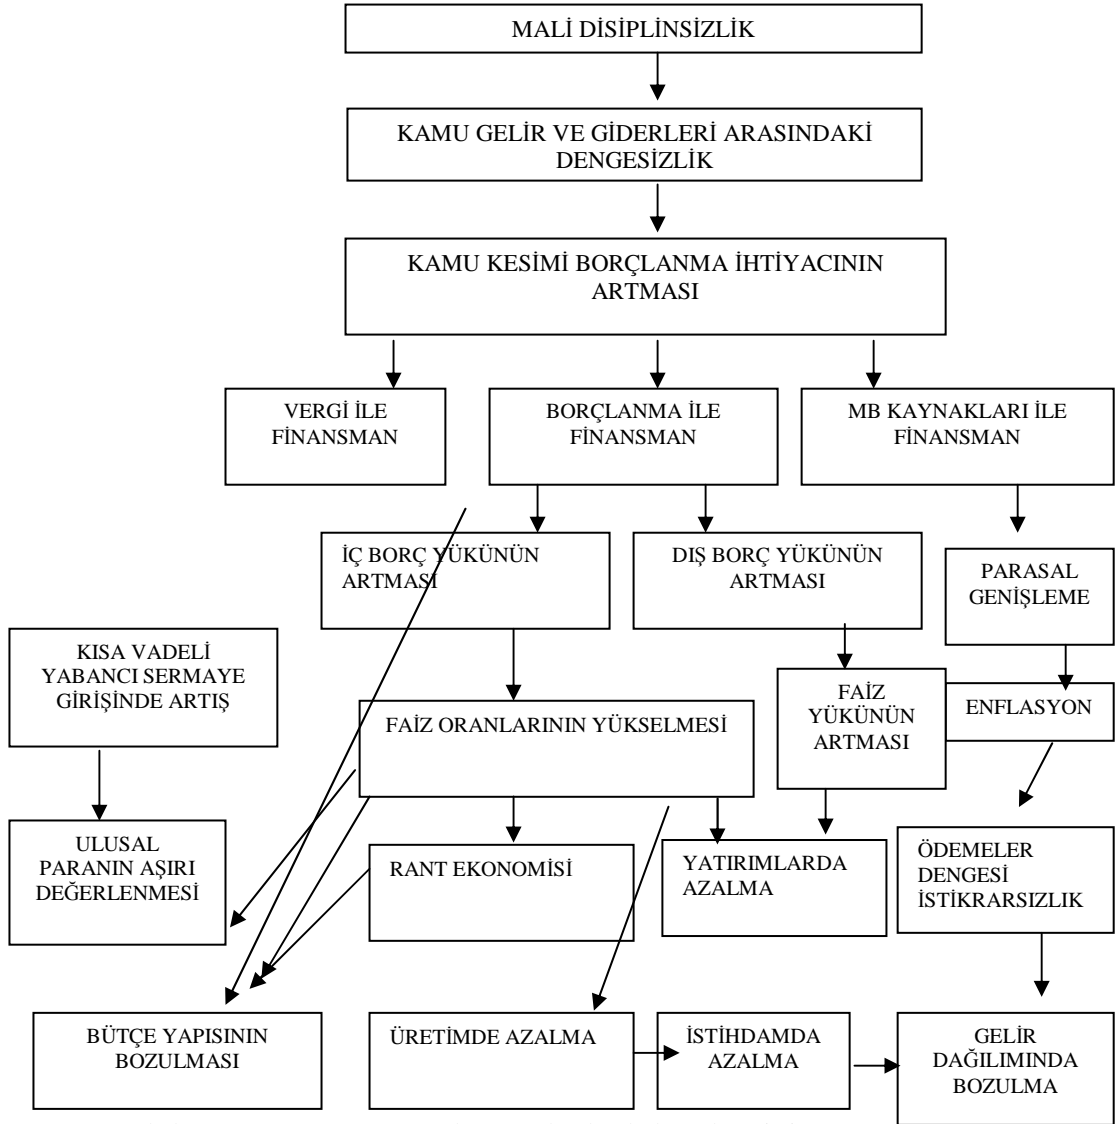 MALİ DİSİPLİNSİZLİK
KAMU GELİR VE GİDERLERİ ARASINDAKİ
DENGESİZLİK
KAMU KESİMİ BORÇLANMA İHTİYACININ
ARTMASI
VERGİ İLE
FİNANSMAN
BORÇLANMA İLE
FİNANSMAN
MB KAYNAKLARI İLE
FİNANSMAN
İÇ BORÇ YÜKÜNÜN
ARTMASI
DIŞ BORÇ YÜKÜNÜN
ARTMASI
PARASAL
GENİŞLEME
KISA VADELİ
YABANCI SERMAYE
GİRİŞİNDE ARTIŞ
FAİZ ORANLARININ YÜKSELMESİ
FAİZ
YÜKÜNÜN
ARTMASI
ENFLASYON
ULUSAL
PARANIN AŞIRI
DEĞERLENMESİ
RANT EKONOMİSİ
YATIRIMLARDA
AZALMA
ÖDEMELER
DENGESİ
İSTİKRARSIZLIK
BÜTÇE YAPISININ
BOZULMASI
ÜRETİMDE AZALMA
İSTİHDAMDA
AZALMA
GELİR
DAĞILIMINDA
BOZULMA